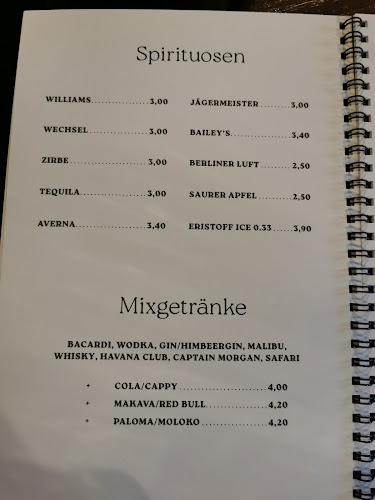 Spirituosen
WILLIAMS................3,00
WECHSEL................3,00
ZIRBE.....................3,00
TEQUILA..................3,00
AVERNA...................3,40
JÄGERMEISTER.........3,00
BAILEY'S.................3,40
BERLINER LUFT.........2,50
SAURER APFEL.........2,50
ERISTOFF ICE 0.33......3,90
Mixgetränke
BACARDI, WODKA, GIN/HIMBEERGIN, MALIBU,
WHISKY, HAVANA CLUB, CAPTAIN MORGAN, SAFARI
+ COLA/CAPPY.........................4,00
+ MAKAVA/RED BULL.................4,20
+ PALOMA/MOLOKO..................4,20